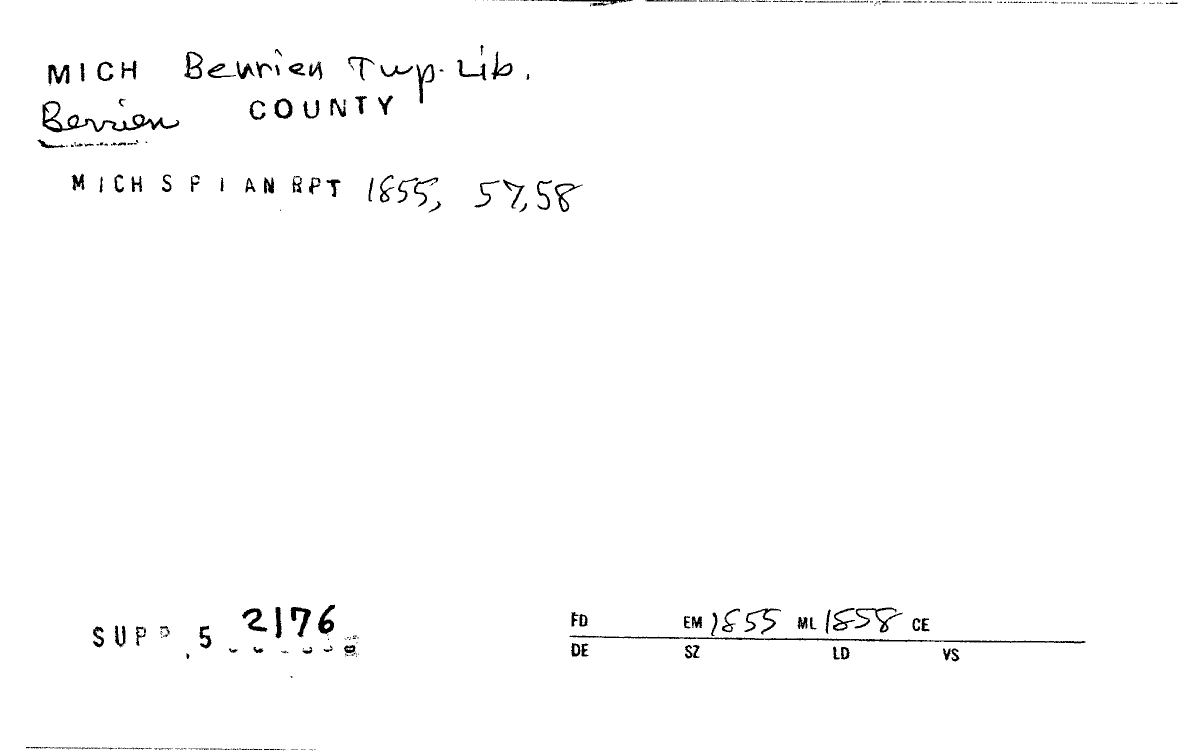 MICH Berrien Twp. Lib.
Berrien COUNTY
MICH S P I AN RPT 1855, 57, 58
SUPP 5 2176
FD EM 1855 ML 1858 CE
DE SZ LD VS